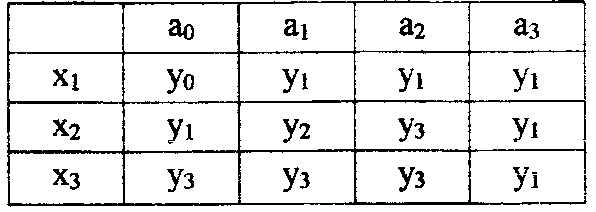 a0 a1 a2 a3
x1 y0 y1 y1 y1
x2 y1 y2 y3 y1
x3 y3 y3 y3 y1